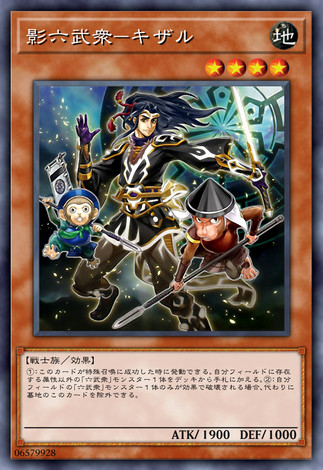 影六武衆－キザル
地
【戦士族／効果】
①：このカードが特殊召喚に成功した時に発動できる。自分フィールドに存在
する属性以外の「六武衆」モンスター１体をデッキから手札に加える。②：自分
フィールドの「六武衆」モンスター１体のみが効果で破壊される場合、代わりに
墓地のこのカードを除外できる。
ATK/ 1900 DEF/1000
06579928